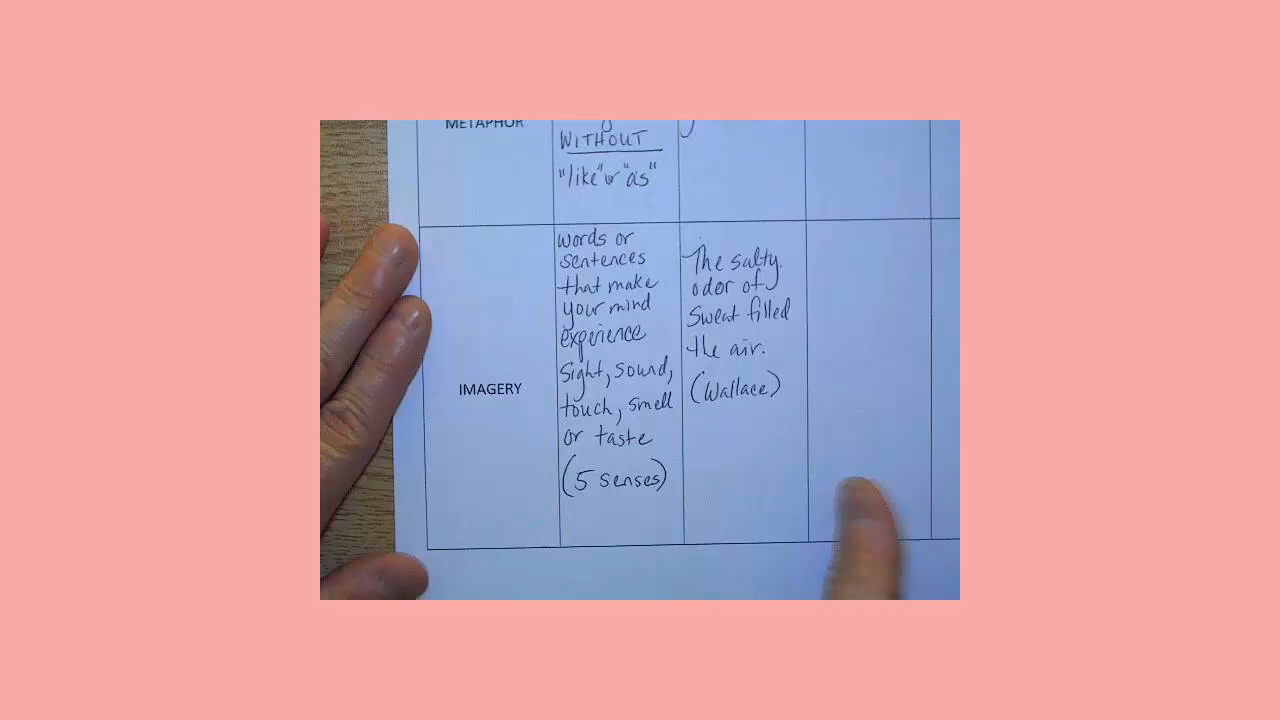 METAPHOR
WITHOUT
"like" or "as"
IMAGERY
words or
sentences
that make
your mind
experience
sight, sound,
touch, smell
or taste
(5 senses)
The salty
odor of
sweat filled
the air.
(Wallace)